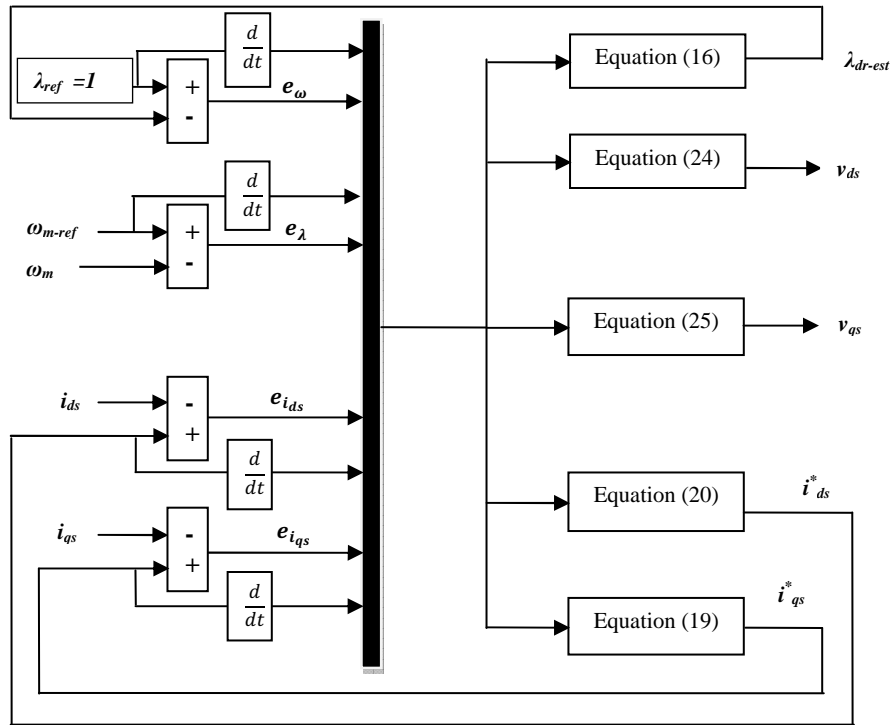 d
dt
λref =1
+
-
eω
Equation (16)
λdr-est
Equation (24)
vds
d
dt
ωm-ref
+
-
eλ
ωm
Equation (25)
vqs
ids
-
+
eids
d
dt
Equation (20)
i*ds
iqs
-
+
eiqs
d
dt
Equation (19)
i*qs